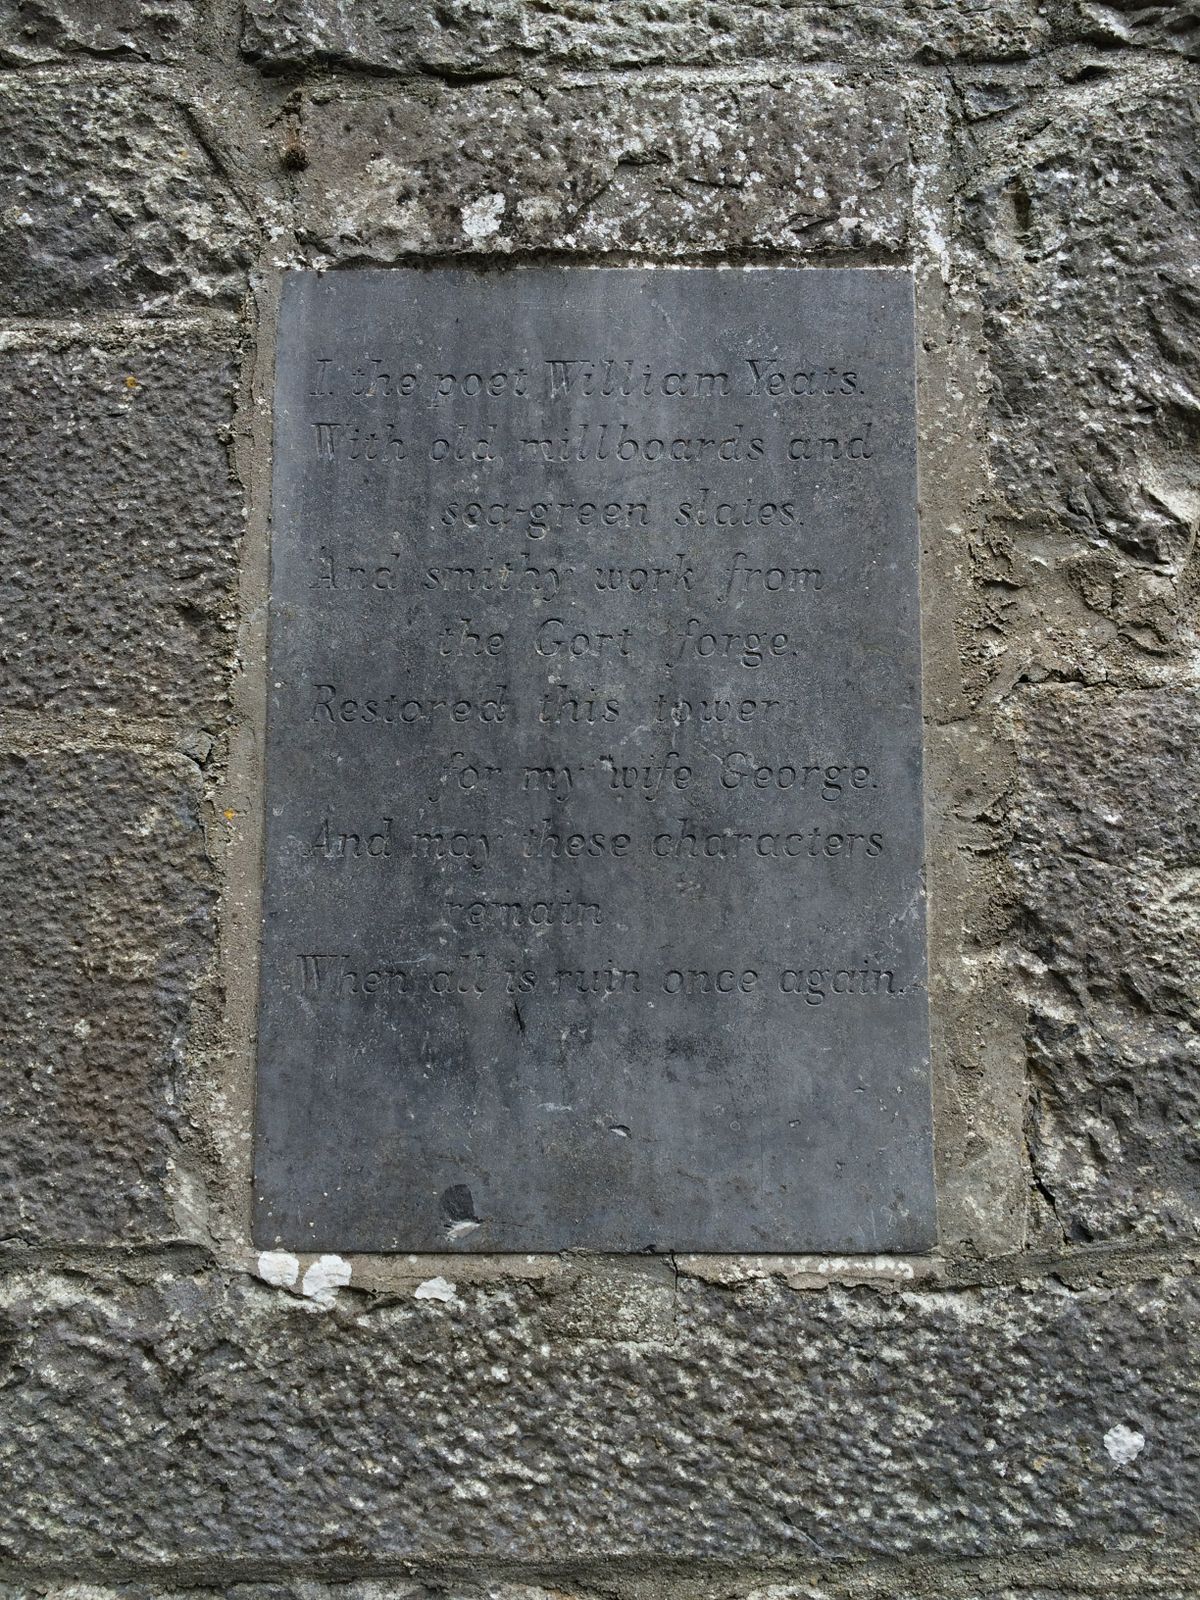 I. the poet William Yeats.
With old millboards and
sea-green slates.
And smithy work from
the Gort forge.
Restored this tower
for my wife George.
And may these characters
remain
When all is ruin once again.